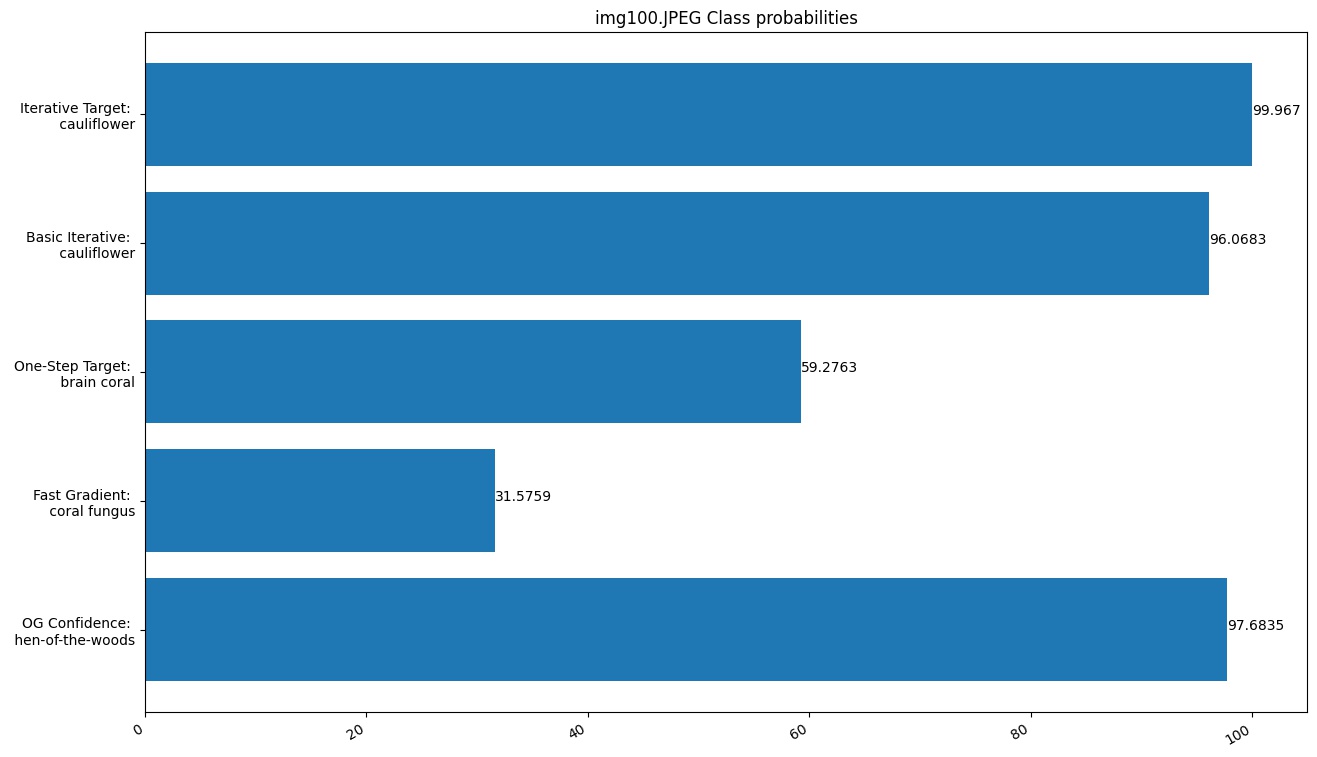 img100.JPEG Class probabilities
Iterative Target:
cauliflower
99.967
Basic Iterative:
cauliflower
96.0683
One-Step Target:
brain coral
59.2763
Fast Gradient:
coral fungus
31.5759
OG Confidence:
hen-of-the-woods
97.6835
0 20 40 60 80 100